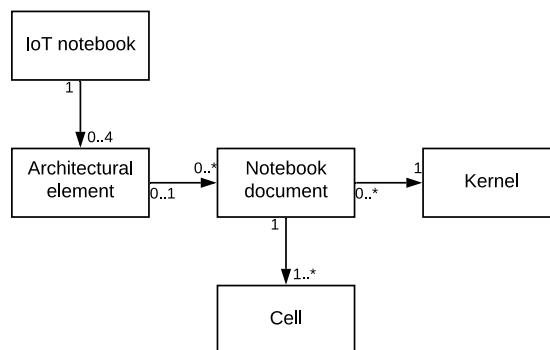 IoT notebook
1
0..4
Architectural
element
0..1
0..*
Notebook
document
0..*
1
Kernel
1
1..*
Cell